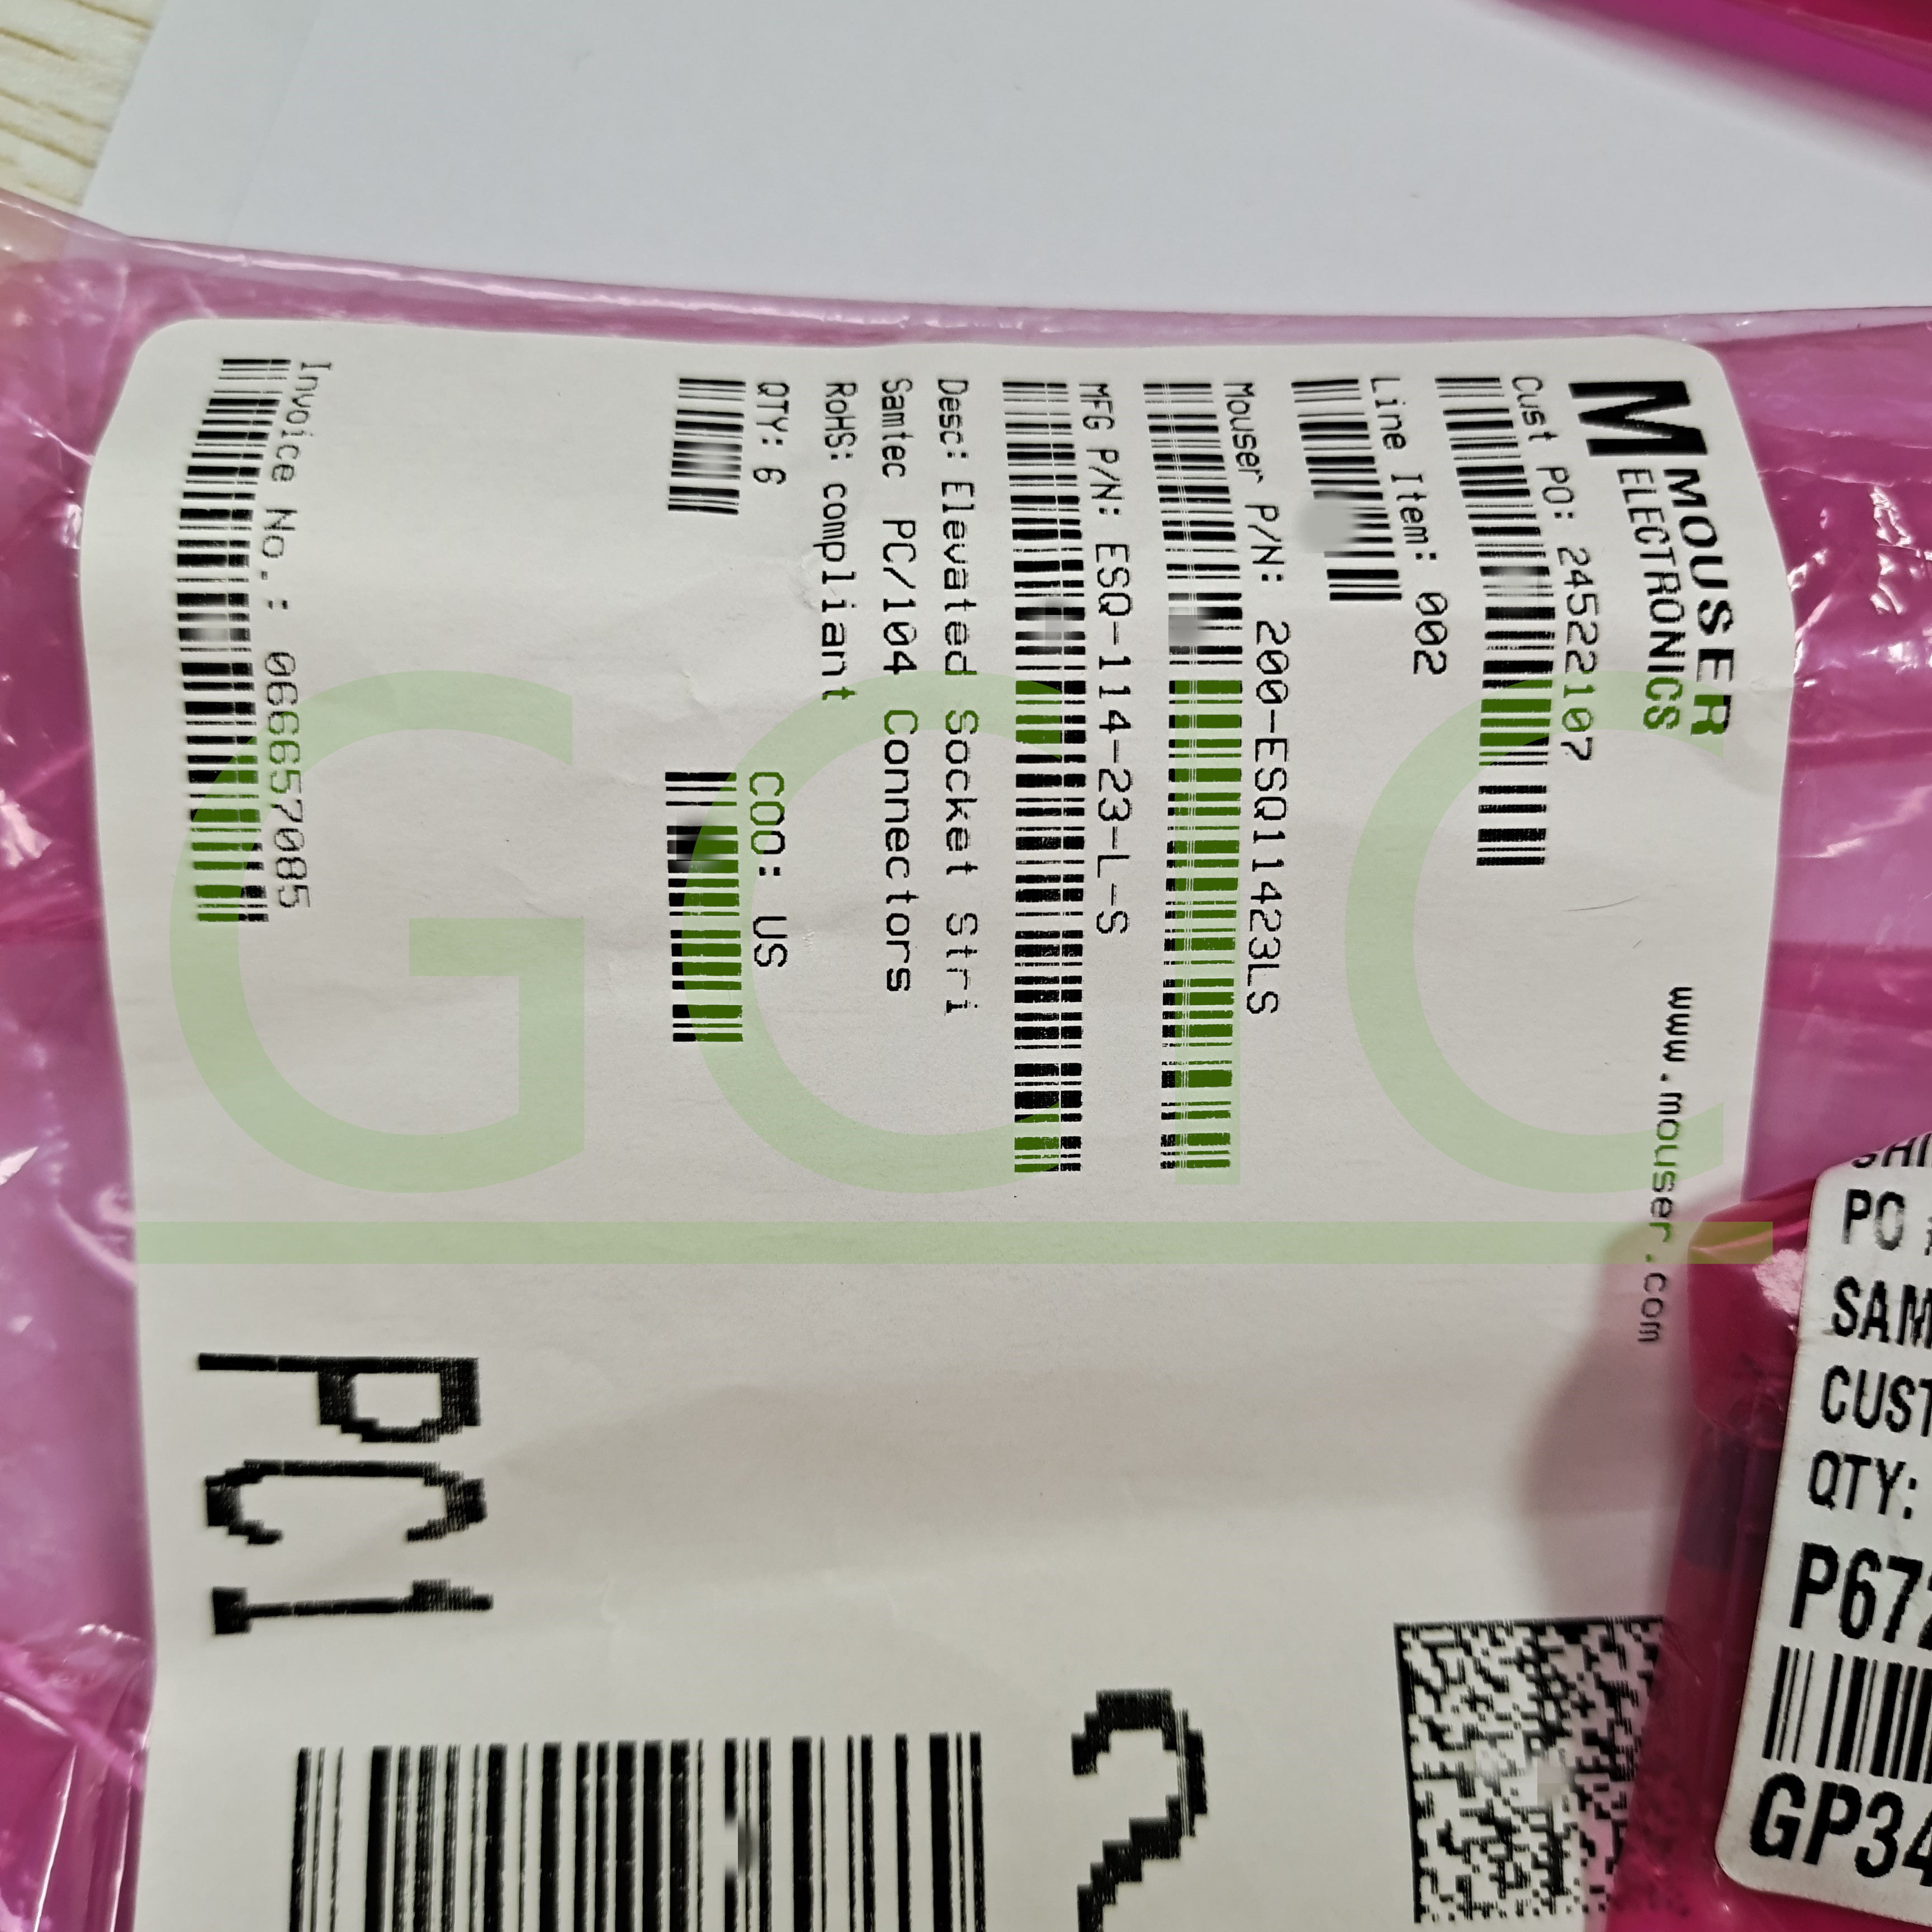 MOUSER
ELECTRONICS
www.mouser.com
Cust PO: 24522107
Line Item: 002
Mouser P/N: 200-ESQ11423LS
MFG P/N: ESQ-114-23-L-S
Desc: Elevated Socket Stri
Samtec PC/104 Connectors
RoHS: compliant
QTY: 6
COO: US
Invoice No.: 066657085
PC1
2
GCIC
PO
SAM
CUST
QTY:
P67
GP34